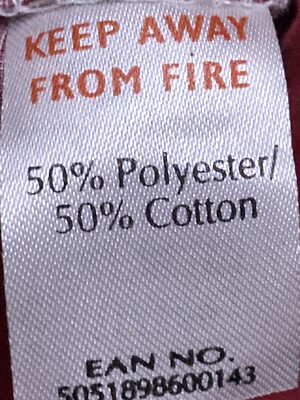 KEEP AWAY
FROM FIRE
50% Polyester/
50% Cotton
EAN NO.
5051898600143